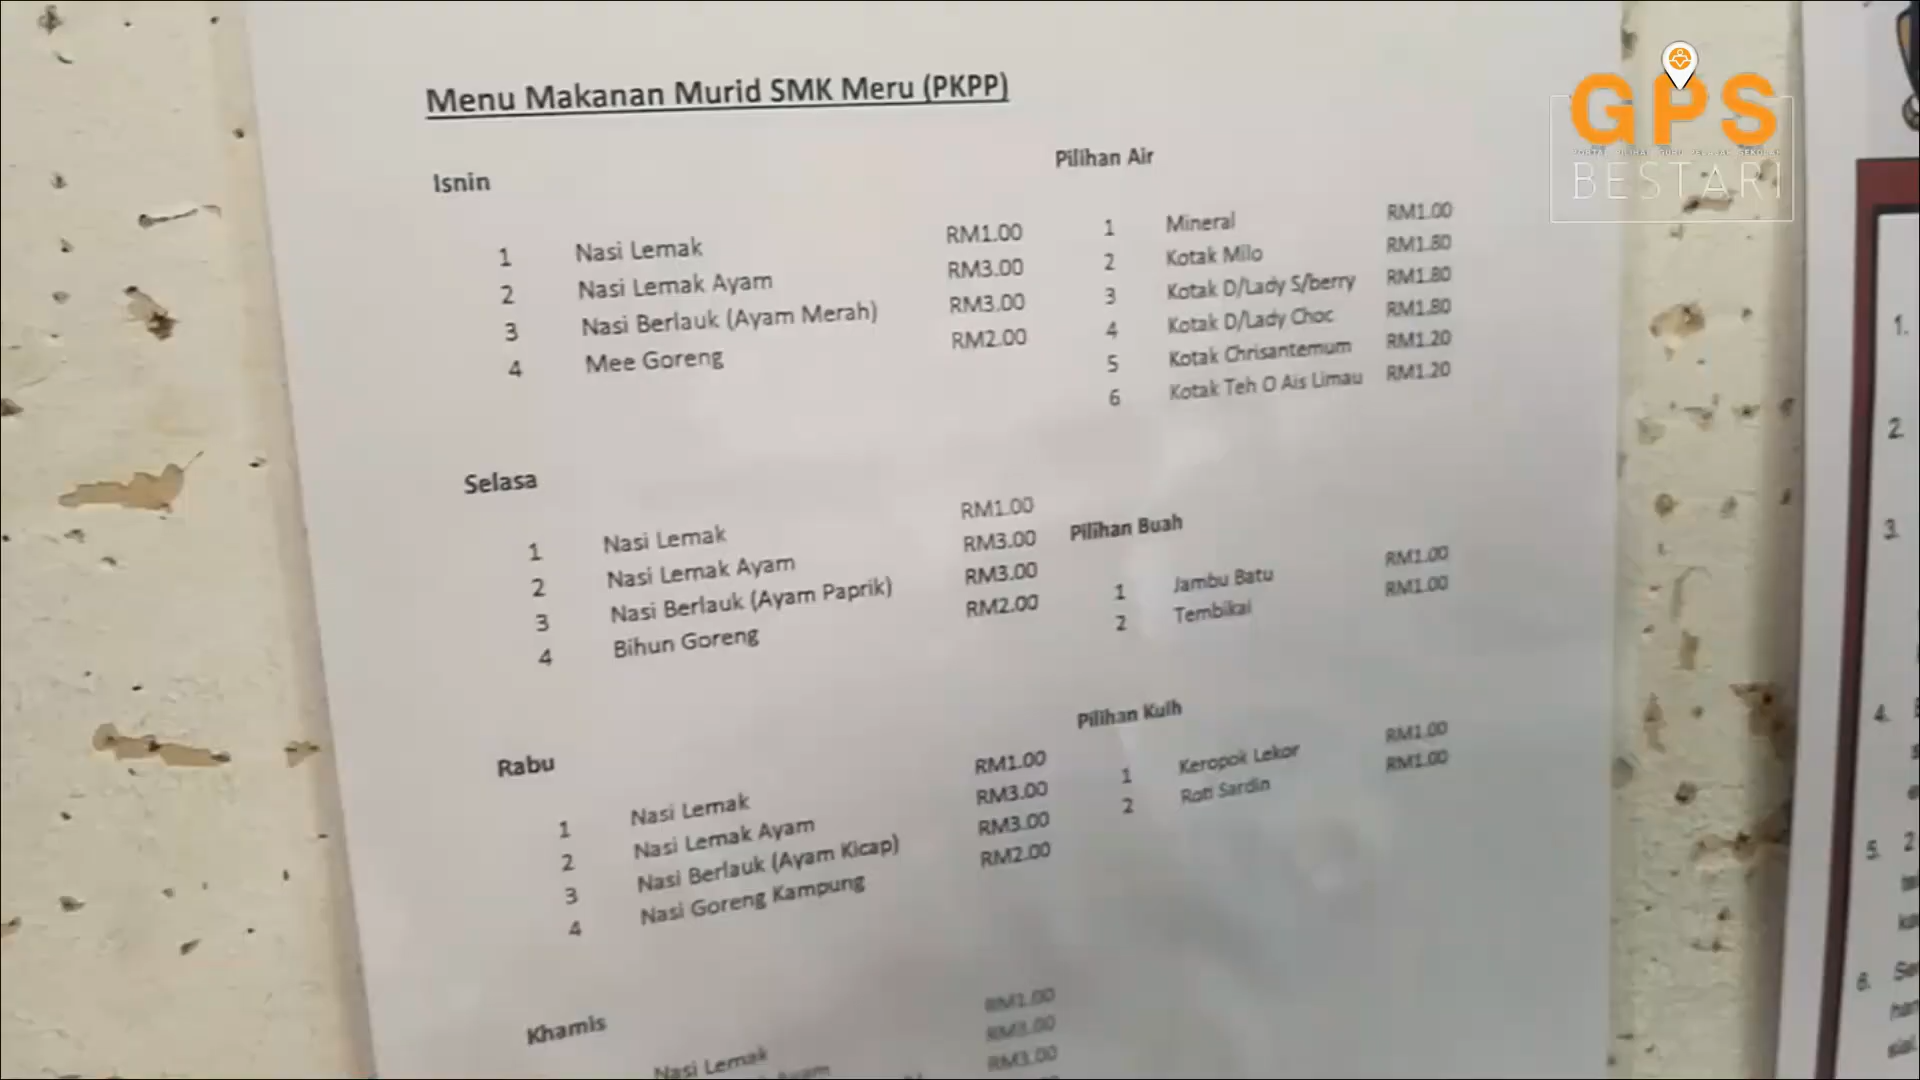 Menu Makanan Murid SMK Meru (PKPP)
Isnin
1 Nasi Lemak RM1.00
2 Nasi Lemak Ayam RM3.00
3 Nasi Berlauk (Ayam Merah) RM3.00
4 Mee Goreng RM2.00
Selasa
1 Nasi Lemak RM1.00
2 Nasi Lemak Ayam RM3.00
3 Nasi Berlauk (Ayam Paprik) RM3.00
4 Bihun Goreng RM2.00
Rabu
1 Nasi Lemak RM1.00
2 Nasi Lemak Ayam RM3.00
3 Nasi Berlauk (Ayam Kicap) RM3.00
4 Nasi Goreng Kampung RM2.00
Khamis
Nasi Lemak RM1.00
Ayam RM3.00
RM3.00
Pilihan Air
1 Mineral RM1.00
2 Kotak Milo RM1.80
3 Kotak D/Lady S/berry RM1.80
4 Kotak D/Lady Choc RM1.80
5 Kotak Chrisantemum RM1.20
6 Kotak Teh O Ais Limau RM1.20
Pilihan Buah
1 Jambu Batu RM1.00
2 Tembikai RM1.00
Pilihan Kuih
1 Keropok Lekor RM1.00
2 Roti Sardin RM1.00
GPS
BESTARI
1.
2.
3.
4.
5. 2
6.